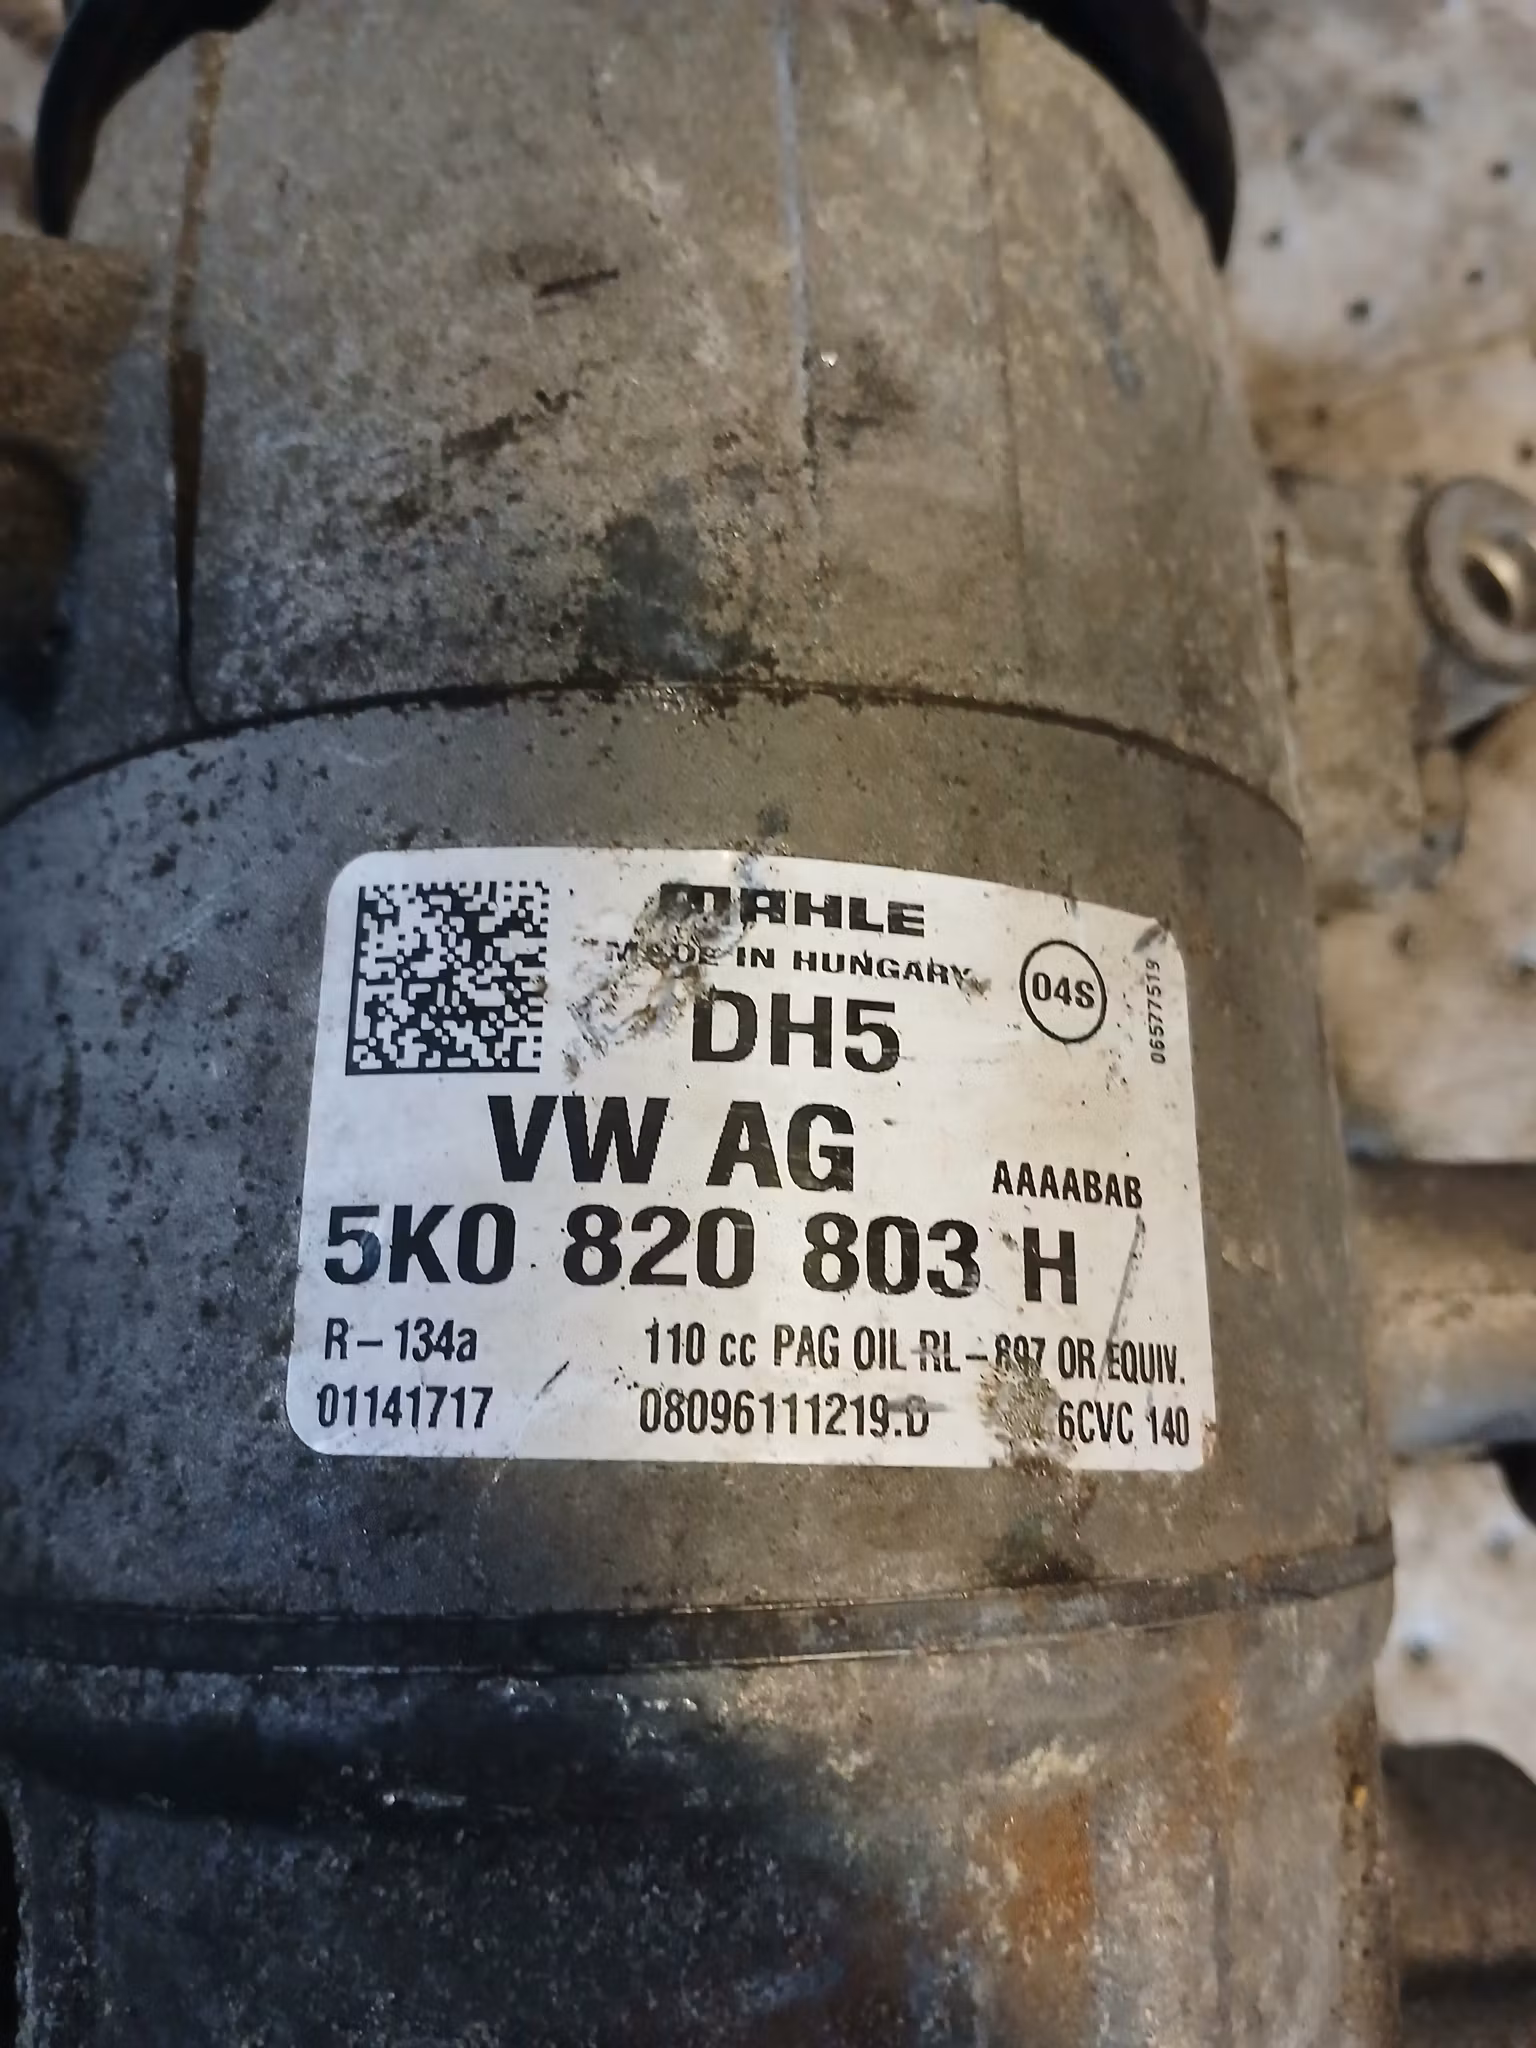 MAHLE
MADE IN HUNGARY
04S
06577519
DH5
VW AG
AAAABAB
5K0 820 803 H
R-134a
110 cc PAG OIL RL-897 OR EQUIV.
01141717
08096111219.D
6CVC 140